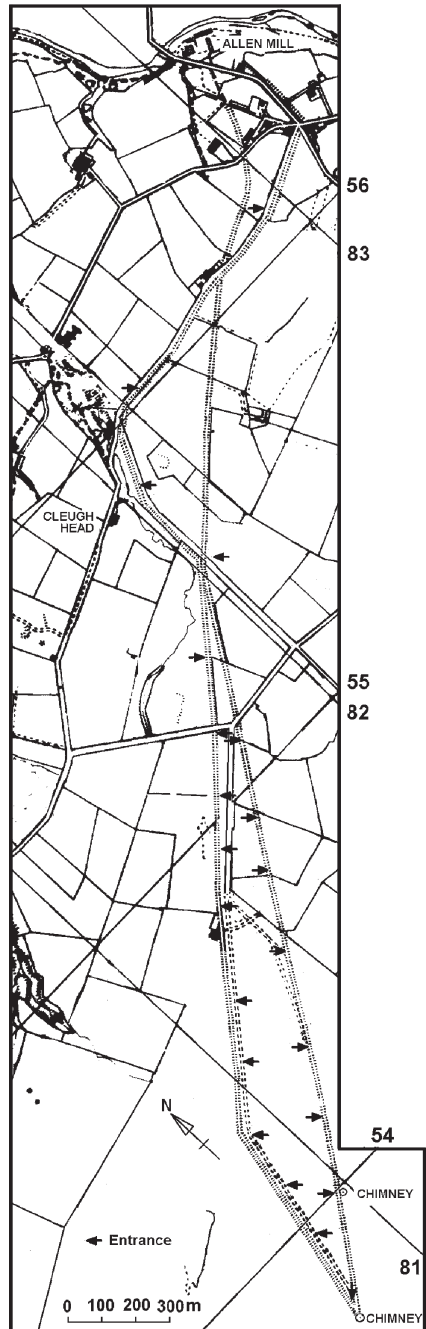 ALLEN MILL
56
83
CLEUGH
HEAD
55
82
N
54
CHIMNEY
Entrance
81
0 100 200 300m
CHIMNEY